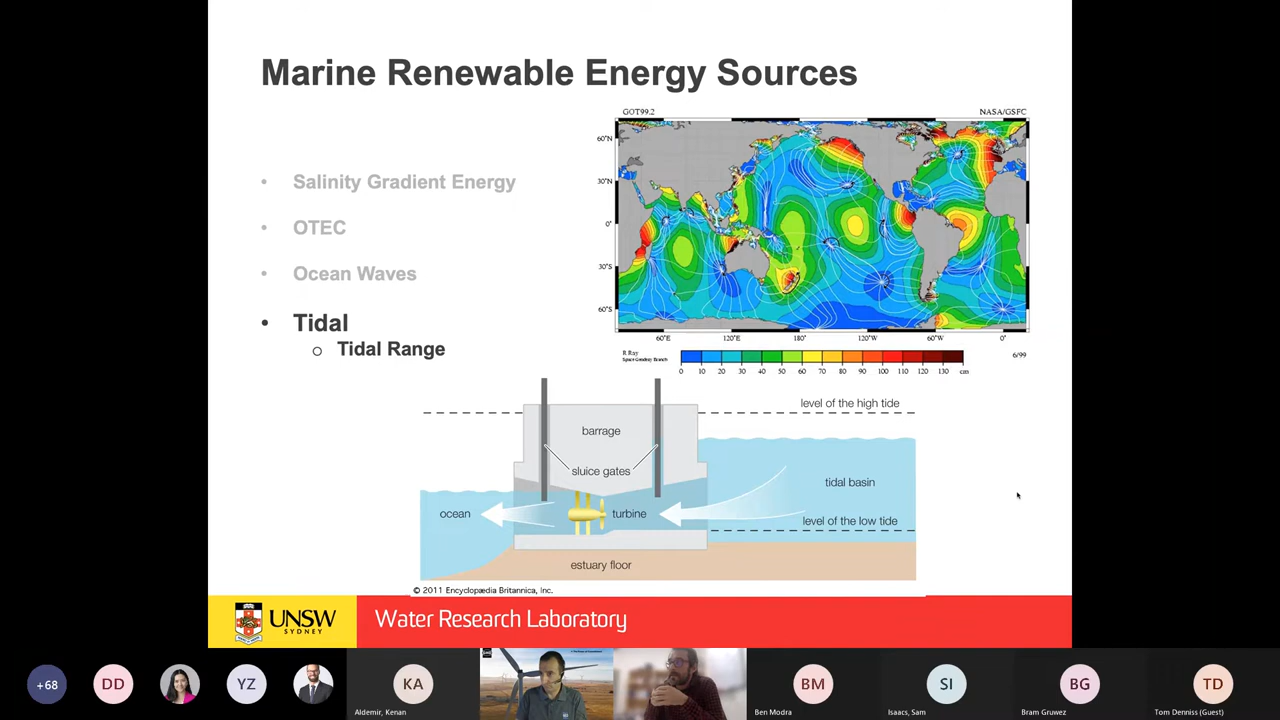 Marine Renewable Energy Sources
• Salinity Gradient Energy
• OTEC
• Ocean Waves
• Tidal
o Tidal Range
GOT99.2
NASA/GSFC
60°N
30°N
0°
30°S
60°S
60°E 120°E 180° 120°W 60°W 0°
R Ray
Space Geodesy Branch
6/99
0 10 20 30 40 50 60 70 80 90 100 110 120 130 cm
level of the high tide
barrage
sluice gates
tidal basin
ocean
turbine
level of the low tide
estuary floor
© 2011 Encyclopædia Britannica, Inc.
UNSW
SYDNEY
Water Research Laboratory
+68
DD
YZ
KA
Aldemir, Kenan
BM
Ben Modra
SI
Isaacs, Sam
BG
Bram Gruwez
TD
Tom Denniss (Guest)